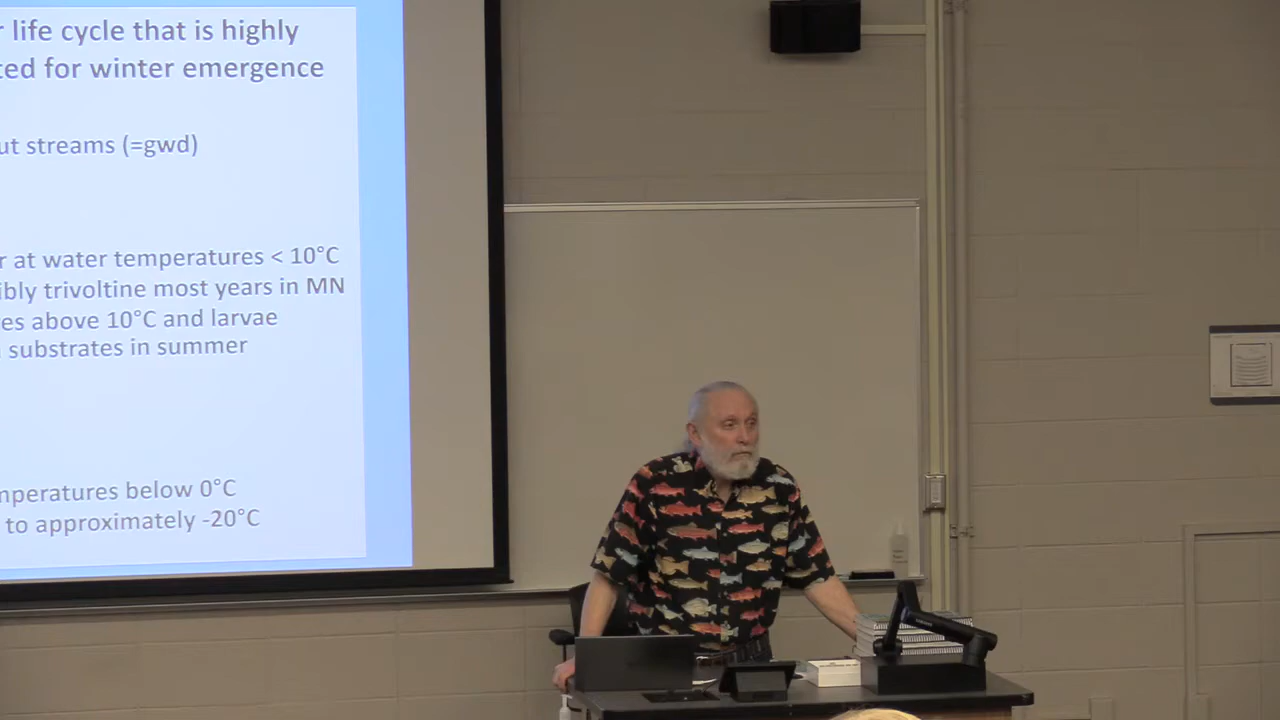 life cycle that is highly
ted for winter emergence
ut streams (=gwd)
r at water temperatures < 10°C
ibly trivoltine most years in MN
es above 10°C and larvae
substrates in summer
mperatures below 0°C
to approximately -20°C